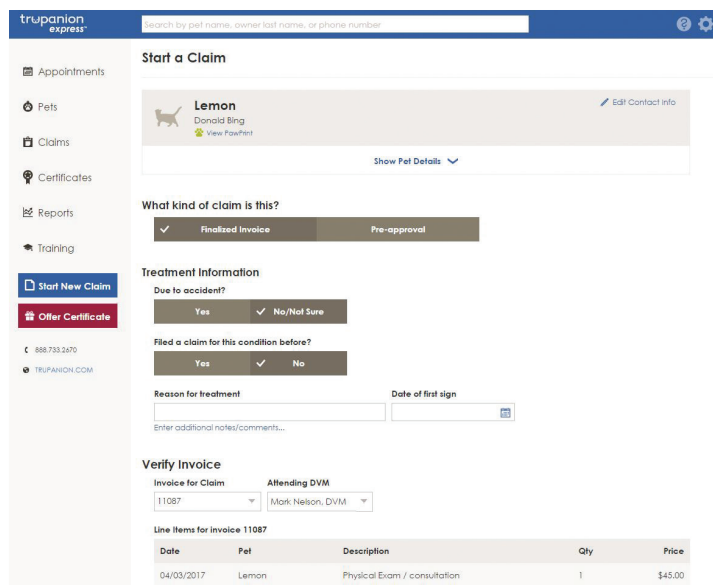 trupanion
express™
Search by pet name, owner last name, or phone number
Appointments
Pets
Claims
Certificates
Reports
Training
Start New Claim
Offer Certificate
888.733.2670
TRUPANION.COM
Start a Claim
Lemon
Donald Bing
View PawPrint
Edit Contact Info
Show Pet Details
What kind of claim is this?
Finalized Invoice Pre-approval
Treatment Information
Due to accident?
Yes No/Not Sure
Filed a claim for this condition before?
Yes No
Reason for treatment Date of first sign
Enter additional notes/comments...
Verify Invoice
Invoice for Claim Attending DVM
11087 Mark Nelson, DVM
Line Items for invoice 11087
Date Pet Description Qty Price
04/03/2017 Lemon Physical Exam / consultation 1 $45.00